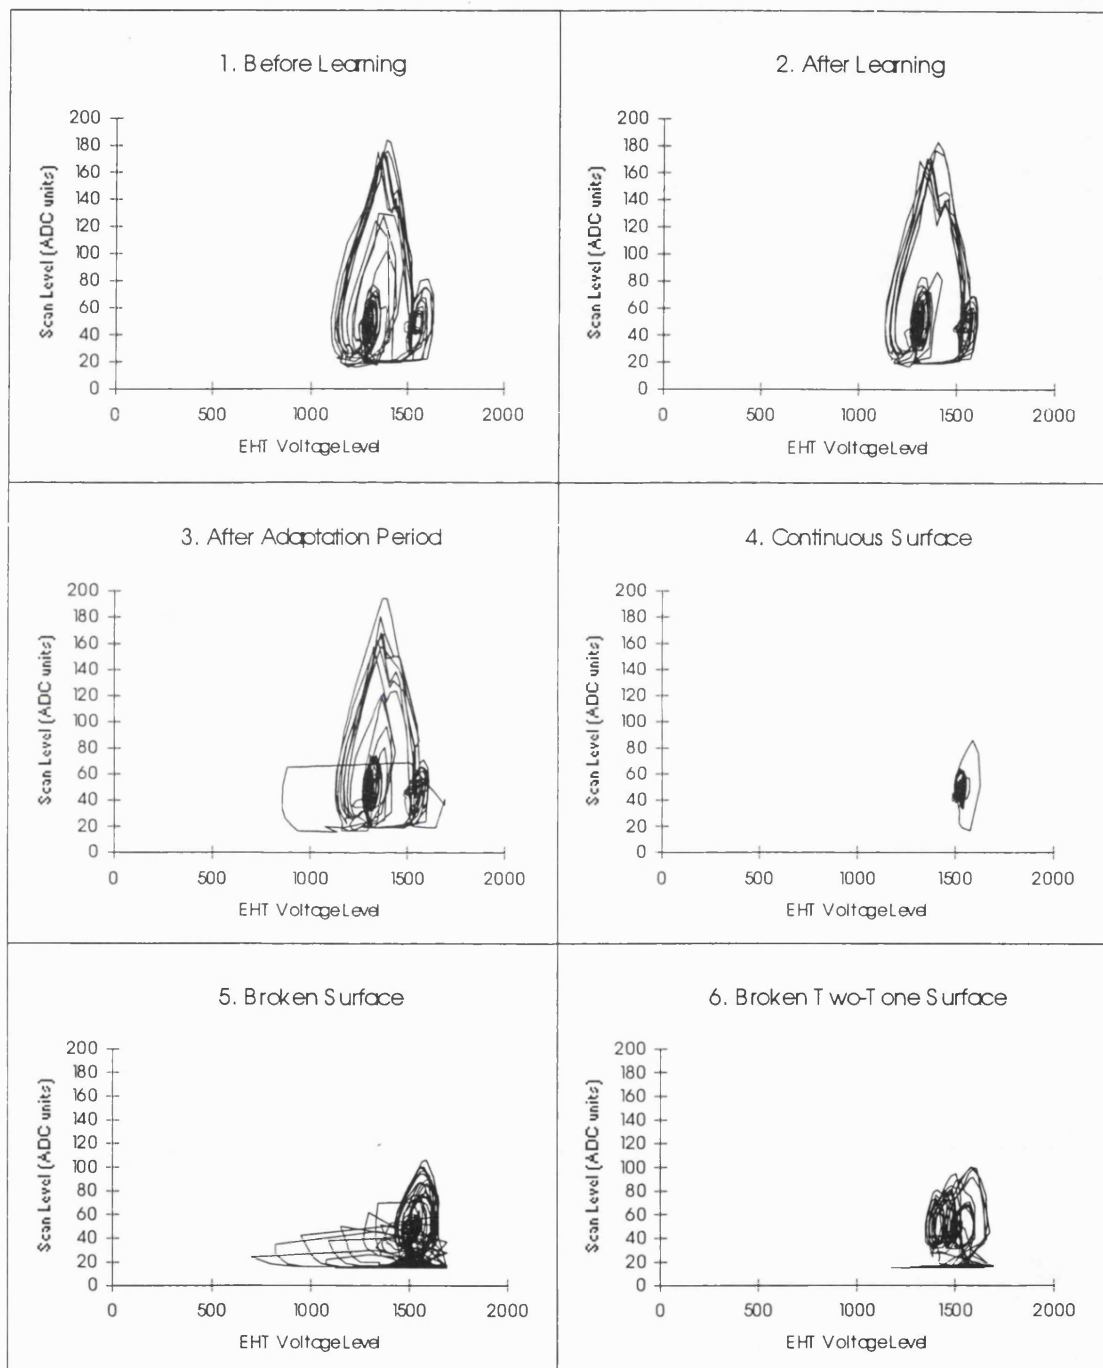 1. Before Learning
Scan Level (ADC units)
200
180
160
140
120
100
80
60
40
20
0
0 500 1000 1500 2000
EHT Voltage Level
2. After Learning
Scan Level (ADC units)
200
180
160
140
120
100
80
60
40
20
0
0 500 1000 1500 2000
EHT Voltage Level
3. After Adaptation Period
Scan Level (ADC units)
200
180
160
140
120
100
80
60
40
20
0
0 500 1000 1500 2000
EHT Voltage Level
4. Continuous Surface
Scan Level (ADC units)
200
180
160
140
120
100
80
60
40
20
0
0 500 1000 1500 2000
EHT Voltage Level
5. Broken Surface
Scan Level (ADC units)
200
180
160
140
120
100
80
60
40
20
0
0 500 1000 1500 2000
EHT Voltage Level
6. Broken Two-Tone Surface
Scan Level (ADC units)
200
180
160
140
120
100
80
60
40
20
0
0 500 1000 1500 2000
EHT Voltage Level